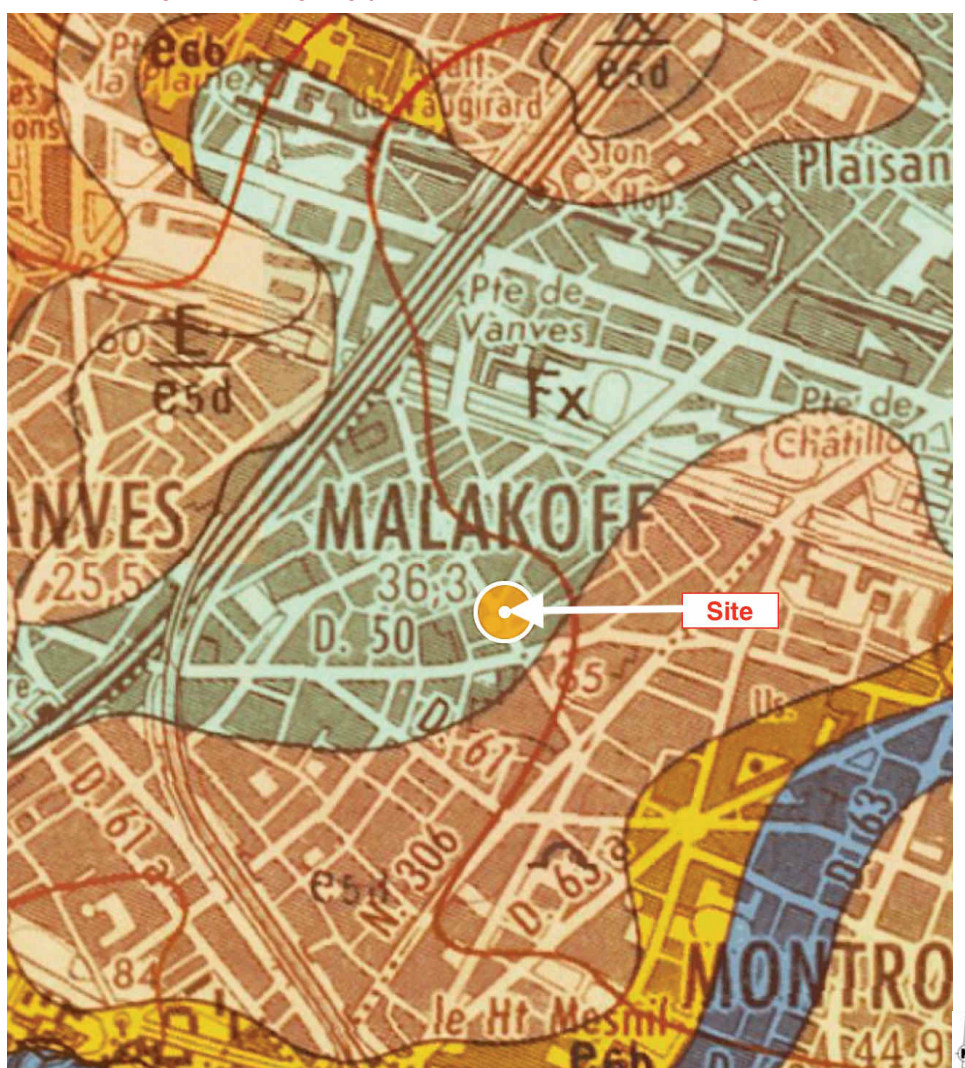 e6b
Abatt.
de Vaugirard
e5d
Pte
la Plaine
Ston
Hôp.
Plaisan
Pte de
Vanves
60
E
e5d
Fx
Pte de
Châtillon
ANVES
MALAKOFF
25,5
36,3
Site
D. 50
65
D. 61
Us.
D. 61 a
D. 63
e5d
N. 306
D. 63 a
84
MONTRO
le Ht Mesnil
e6b
44,9
D.